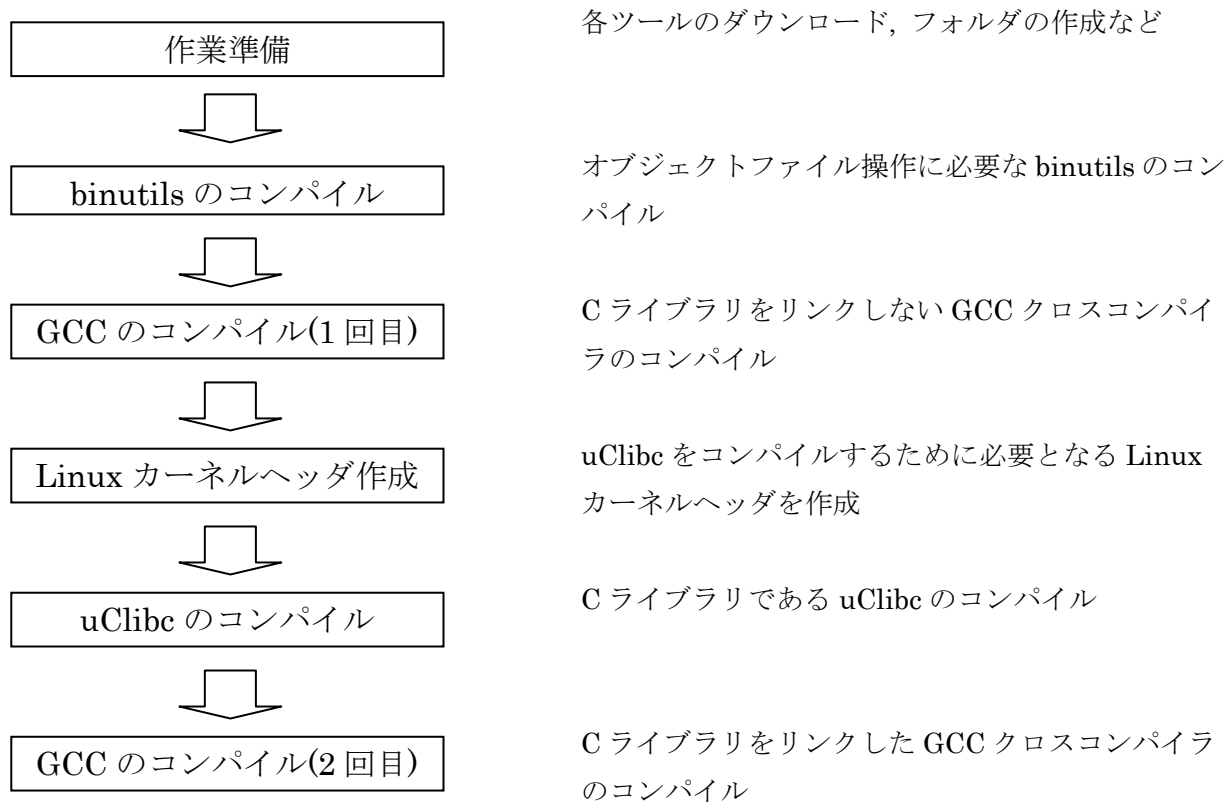 作業準備
各ツールのダウンロード, フォルダの作成など
binutils のコンパイル
オブジェクトファイル操作に必要な binutils のコン
パイル
GCC のコンパイル(1 回目)
C ライブラリをリンクしない GCC クロスコンパイ
ラのコンパイル
Linux カーネルヘッダ作成
uClibc をコンパイルするために必要となる Linux
カーネルヘッダを作成
uClibc のコンパイル
C ライブラリである uClibc のコンパイル
GCC のコンパイル(2 回目)
C ライブラリをリンクした GCC クロスコンパイラ
のコンパイル